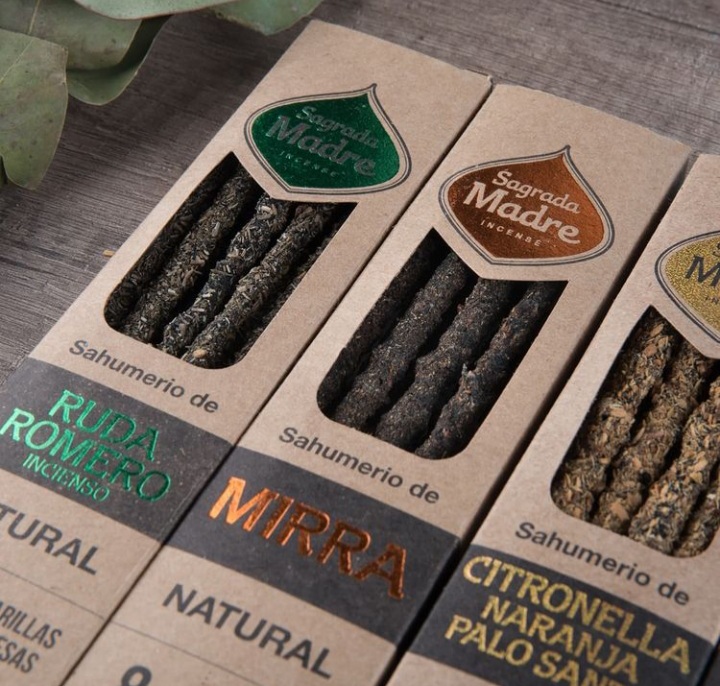 Sagrada
Madre
INCENSE
Sahumerio de
RUDA
ROMERO
INCIENSO
Sagrada
Madre
INCENSE
Sahumerio de
MIRRA
NATURAL
Sahumerio de
CITRONELLA
NARANJA
PALO